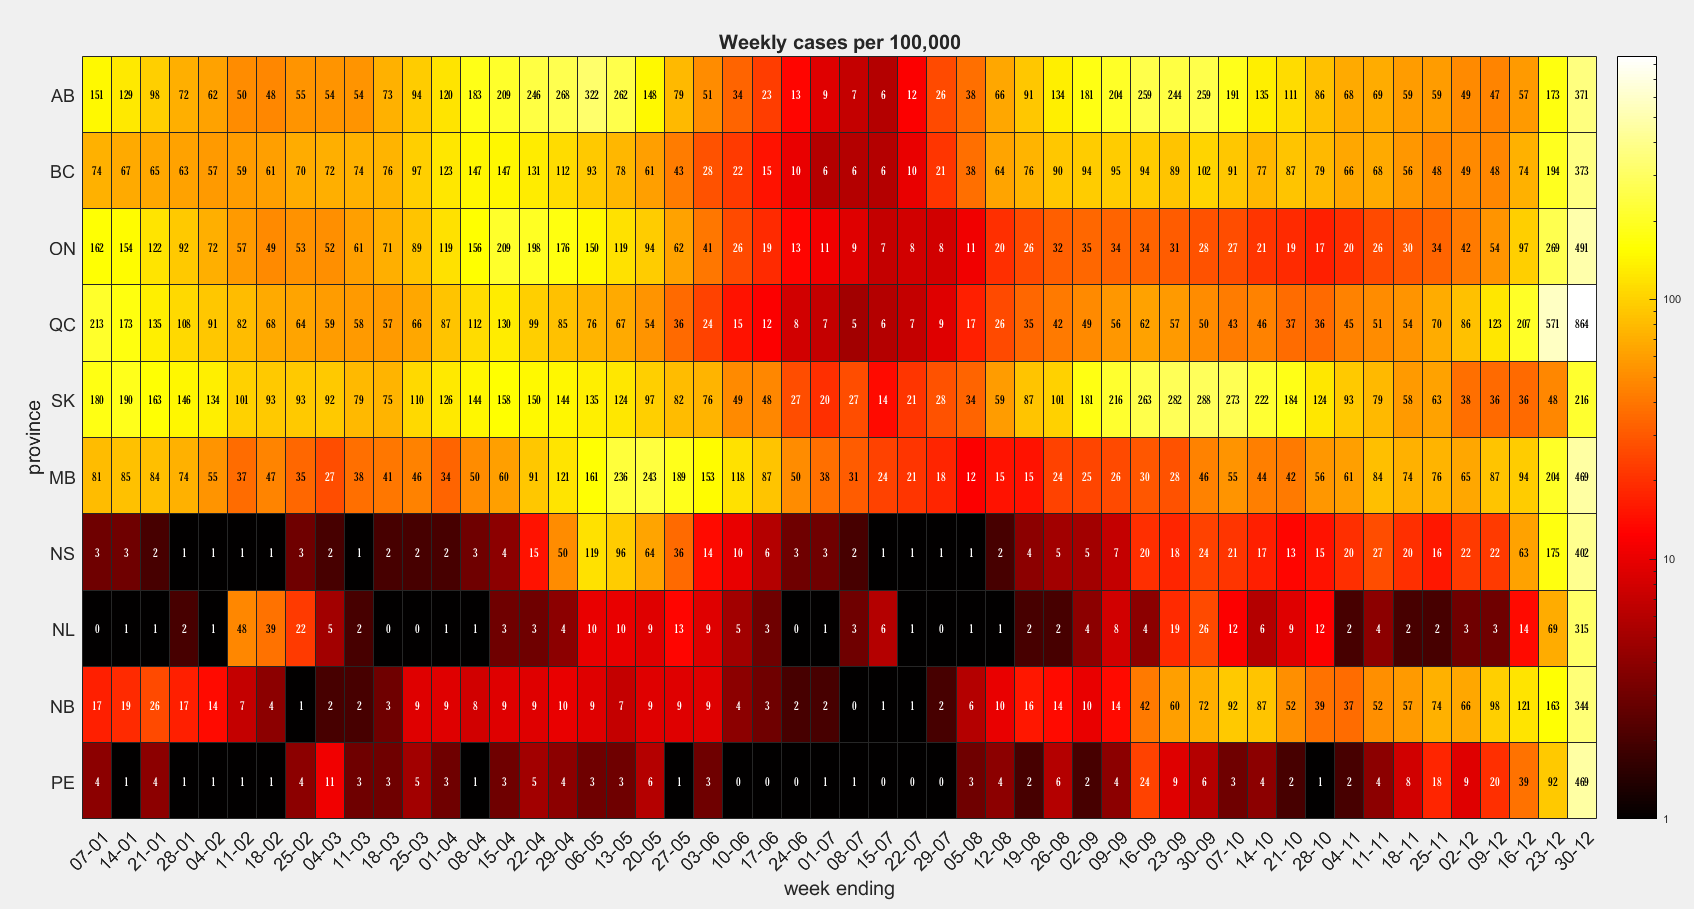 Weekly cases per 100,000
AB 151 129 98 72 62 50 48 55 54 54 73 94 120 183 209 246 268 322 262 148 79 51 34 23 13 9 7 6 12 26 38 66 91 134 181 204 259 244 259 191 135 111 86 68 69 59 59 49 47 57 173 371
BC 74 67 65 63 57 59 61 70 72 74 76 97 123 147 147 131 112 93 78 61 43 28 22 15 10 6 6 6 10 21 38 64 76 90 94 95 94 89 102 91 77 87 79 66 68 56 48 49 48 74 194 373
ON 162 154 122 92 72 57 49 53 52 61 71 89 119 156 209 198 176 150 119 94 62 41 26 19 13 11 9 7 8 8 11 20 26 32 35 34 34 31 28 27 21 19 17 20 26 30 34 42 54 97 269 491
QC 213 173 135 108 91 82 68 64 59 58 57 66 87 112 130 99 85 76 67 54 36 24 15 12 8 7 5 6 7 9 17 26 35 42 49 56 62 57 50 43 46 37 36 45 51 54 70 86 123 207 571 864
100
SK 180 190 163 146 134 101 93 93 92 79 75 110 126 144 158 150 144 135 124 97 82 76 49 48 27 20 27 14 21 28 34 59 87 101 181 216 263 282 288 273 222 184 124 93 79 58 63 38 36 36 48 216
province
MB 81 85 84 74 55 37 47 35 27 38 41 46 34 50 60 91 121 161 236 243 189 153 118 87 50 38 31 24 21 18 12 15 15 24 25 26 30 28 46 55 44 42 56 61 84 74 76 65 87 94 204 469
NS 3 3 2 1 1 1 1 3 2 1 2 2 2 3 4 15 50 119 96 64 36 14 10 6 3 3 2 1 1 1 1 2 4 5 5 7 20 18 24 21 17 13 15 20 27 20 16 22 22 63 175 402
10
NL 0 1 1 2 1 48 39 22 5 2 0 0 1 1 3 3 4 10 10 9 13 9 5 3 0 1 3 6 1 0 1 1 2 2 4 8 4 19 26 12 6 9 12 2 4 2 2 3 3 14 69 315
NB 17 19 26 17 14 7 4 1 2 2 3 9 9 8 9 9 10 9 7 9 9 9 4 3 2 2 0 1 1 2 6 10 16 14 10 14 42 60 72 92 87 52 39 37 52 57 74 66 98 121 163 344
PE 4 1 4 1 1 1 1 4 11 3 3 5 3 1 3 5 4 3 3 6 1 3 0 0 0 1 1 0 0 0 3 4 2 6 2 4 24 9 6 3 4 2 1 2 4 8 18 9 20 39 92 469
1
07-01 14-01 21-01 28-01 04-02 11-02 18-02 25-02 04-03 11-03 18-03 25-03 01-04 08-04 15-04 22-04 29-04 06-05 13-05 20-05 27-05 03-06 10-06 17-06 24-06 01-07 08-07 15-07 22-07 29-07 05-08 12-08 19-08 26-08 02-09 09-09 16-09 23-09 30-09 07-10 14-10 21-10 28-10 04-11 11-11 18-11 25-11 02-12 09-12 16-12 23-12 30-12
week ending